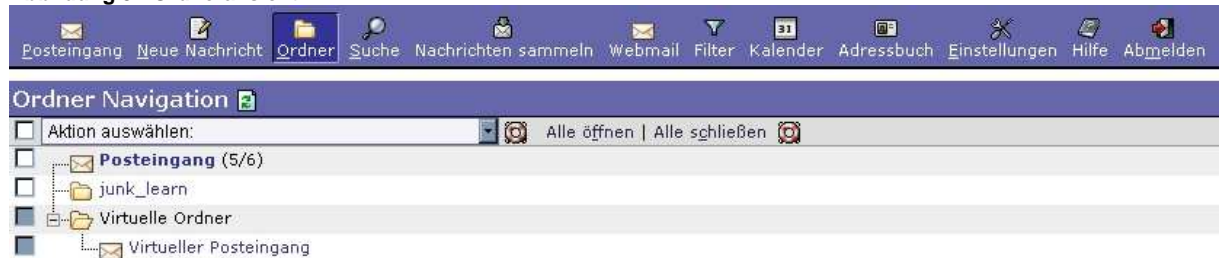 Posteingang Neue Nachricht Ordner Suche Nachrichten sammeln Webmail Filter 31 Kalender Adressbuch Einstellungen Hilfe Abmelden
Ordner Navigation
Aktion auswählen: Alle öffnen | Alle schließen
Posteingang (5/6)
junk_learn
Virtuelle Ordner
Virtueller Posteingang